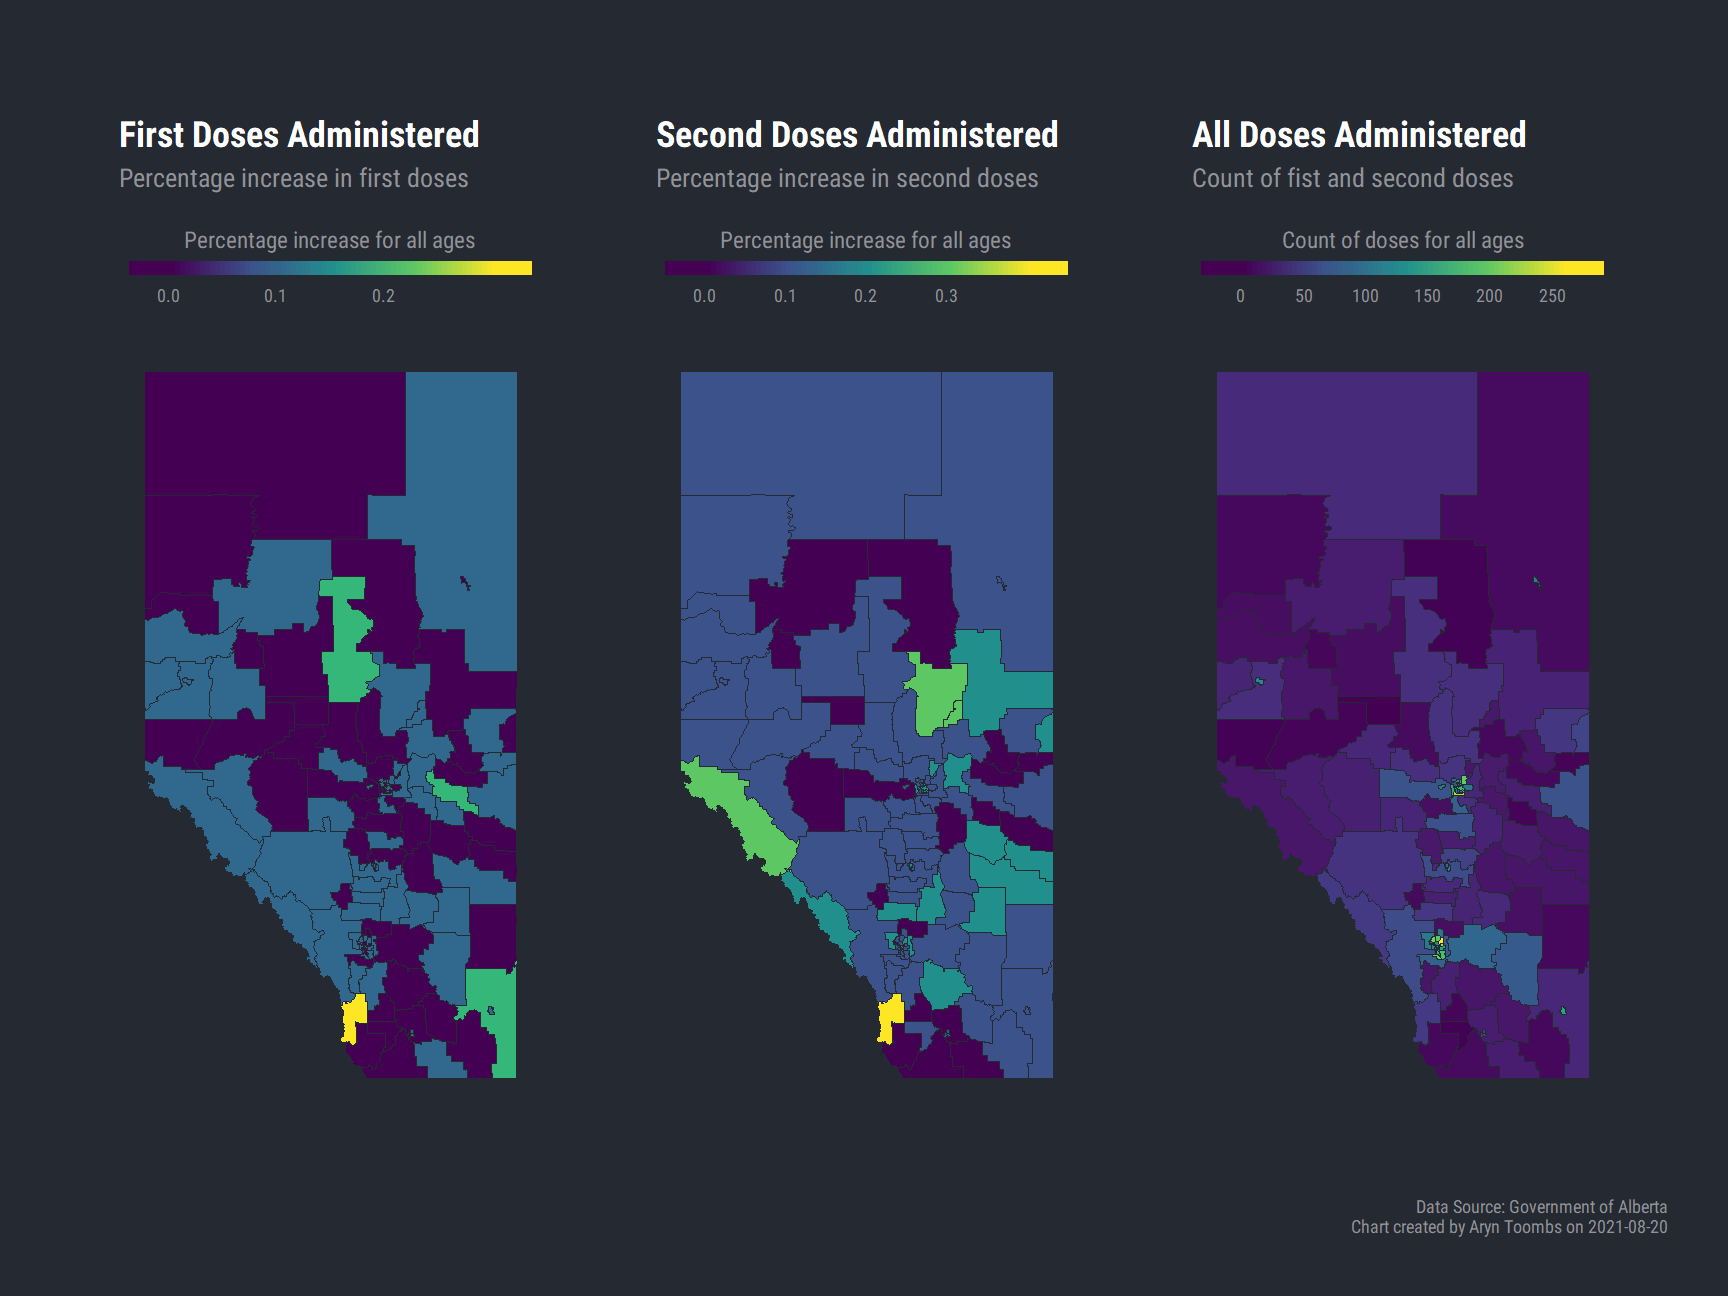 First Doses Administered
Percentage increase in first doses
Percentage increase for all ages
0.0 0.1 0.2
Second Doses Administered
Percentage increase in second doses
Percentage increase for all ages
0.0 0.1 0.2 0.3
All Doses Administered
Count of fist and second doses
Count of doses for all ages
0 50 100 150 200 250
Data Source: Government of Alberta
Chart created by Aryn Toombs on 2021-08-20